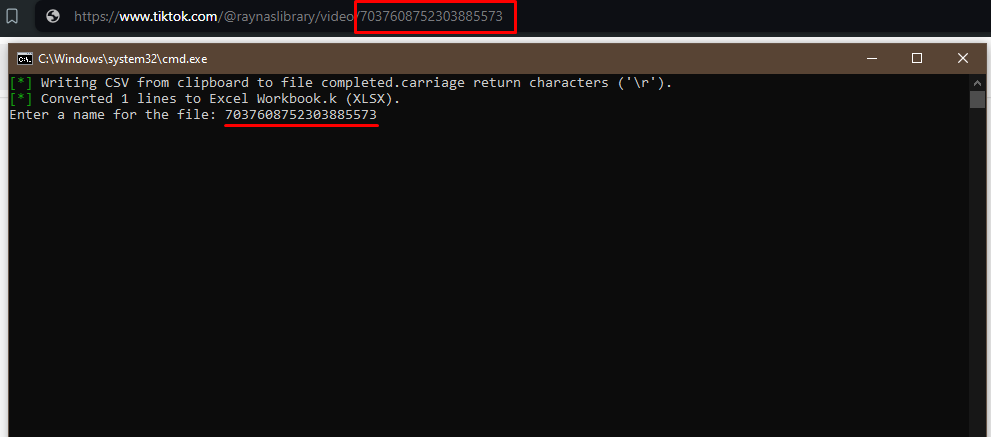 https://www.tiktok.com/@raynaslibrary/video/7037608752303885573
C:\Windows\system32\cmd.exe
[*] Writing CSV from clipboard to file completed.carriage return characters ('\r').
[*] Converted 1 lines to Excel Workbook.k (XLSX).
Enter a name for the file: 7037608752303885573